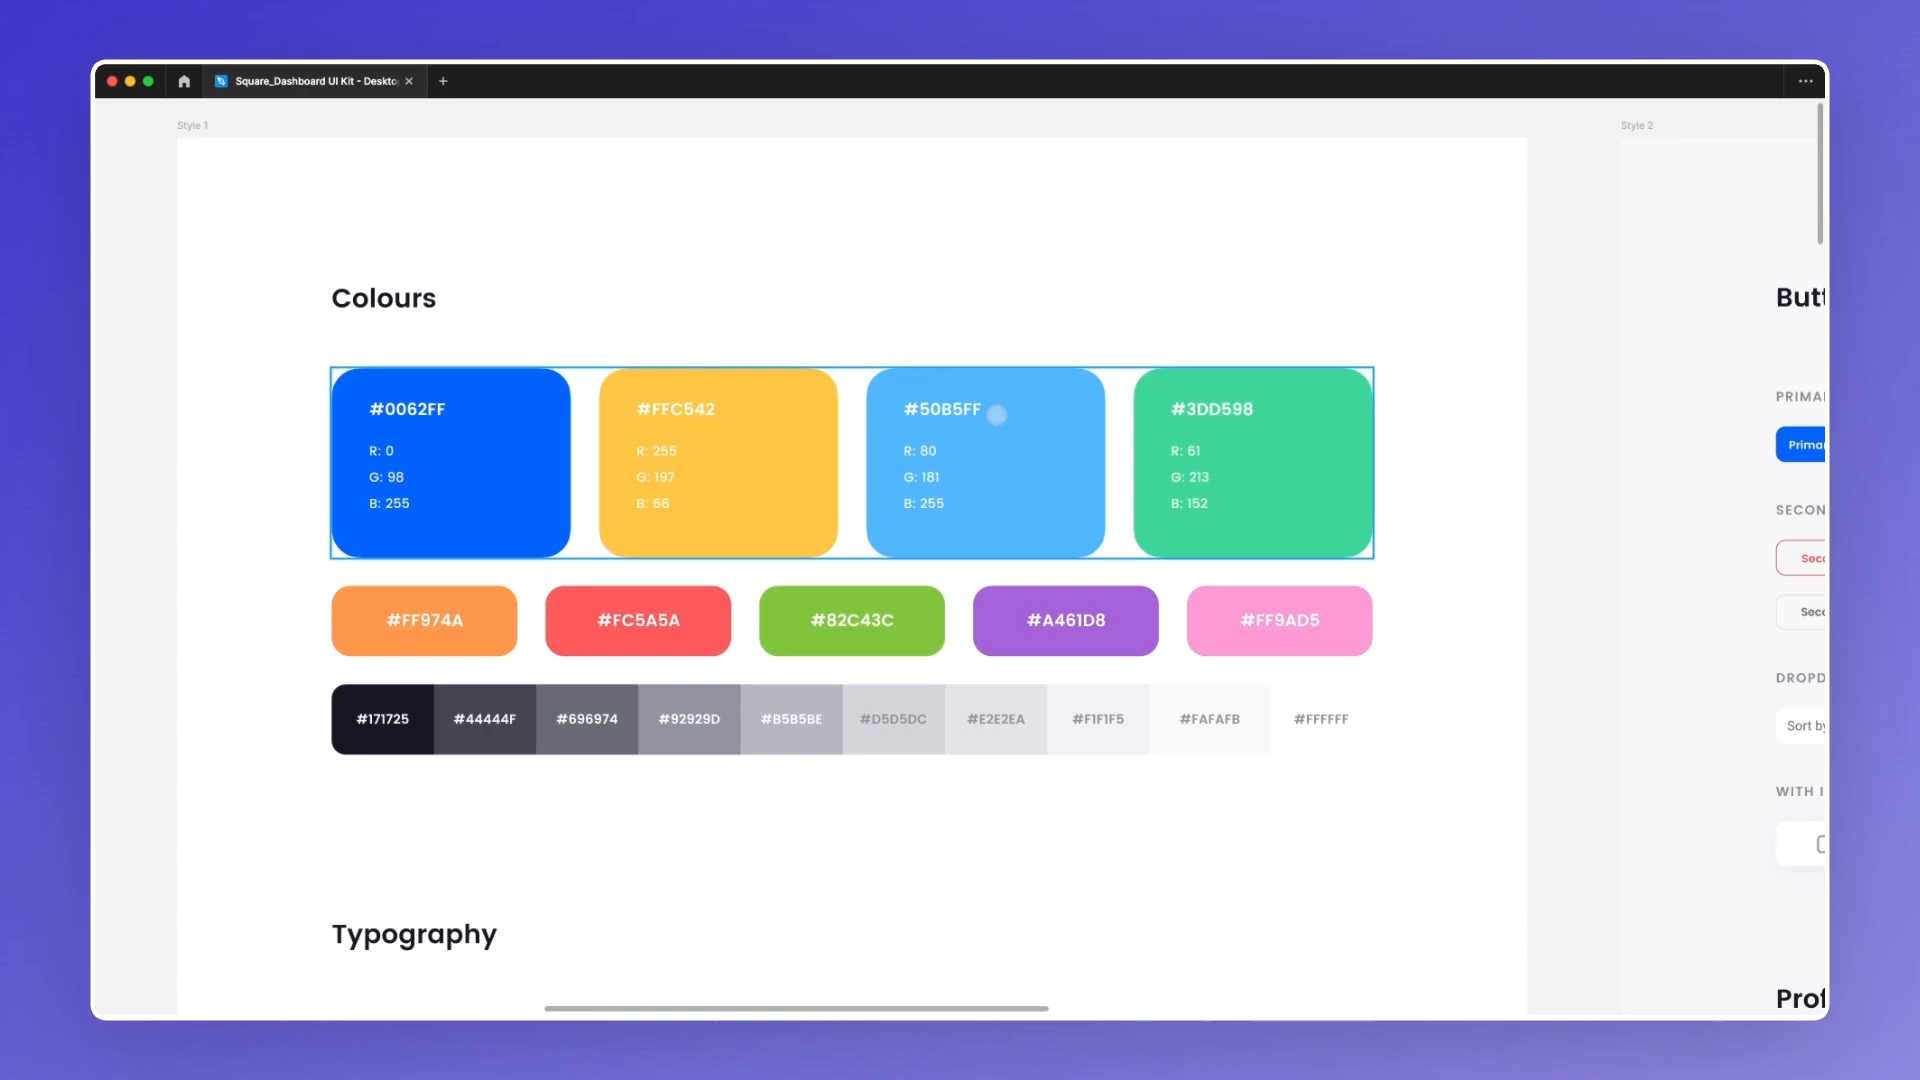 Square_Dashboard UI Kit - Deskto
Style 1
Style 2
Colours
#0062FF
R: 0
G: 98
B: 255
#FFC542
R: 255
G: 197
B: 66
#50B5FF
R: 80
G: 181
B: 255
#3DD598
R: 61
G: 213
B: 152
#FF974A
#FC5A5A
#82C43C
#A461D8
#FF9AD5
#171725
#44444F
#696974
#92929D
#B5B5BE
#D5D5DC
#E2E2EA
#F1F1F5
#FAFAFB
#FFFFFF
Typography
Butt
PRIMA
Primar
SECON
Seco
Seco
DROPD
Sort by
WITH I
Prof